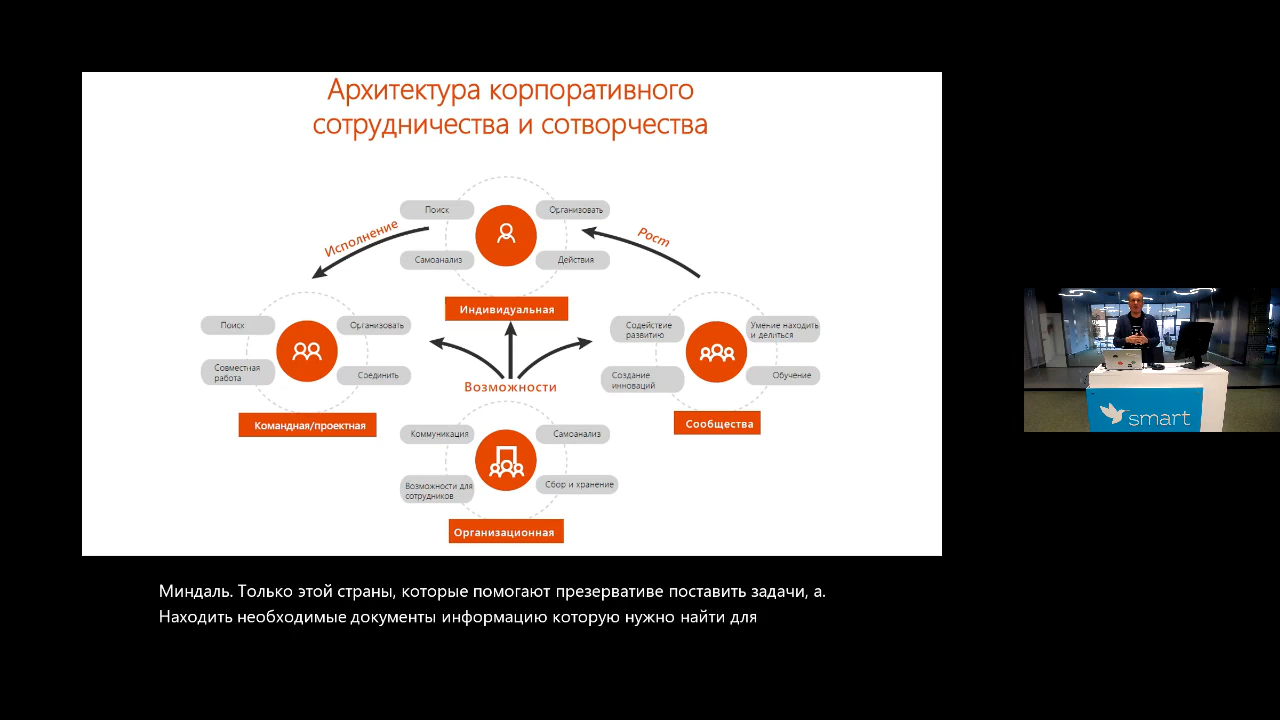 Архитектура корпоративного
сотрудничества и сотворчества
Поиск
Организовать
Исполнение
Рост
Самоанализ
Действия
Индивидуальная
Поиск
Организовать
Совместная
работа
Соединить
Командная/проектная
Содействие
развитию
Умение находить
и делиться
Создание
инноваций
Обучение
Сообщества
Возможности
Коммуникация
Самоанализ
Возможности для
сотрудников
Сбор и хранение
Организационная
smart
Миндаль. Только этой страны, которые помогают презервативе поставить задачи, а.
Находить необходимые документы информацию которую нужно найти для